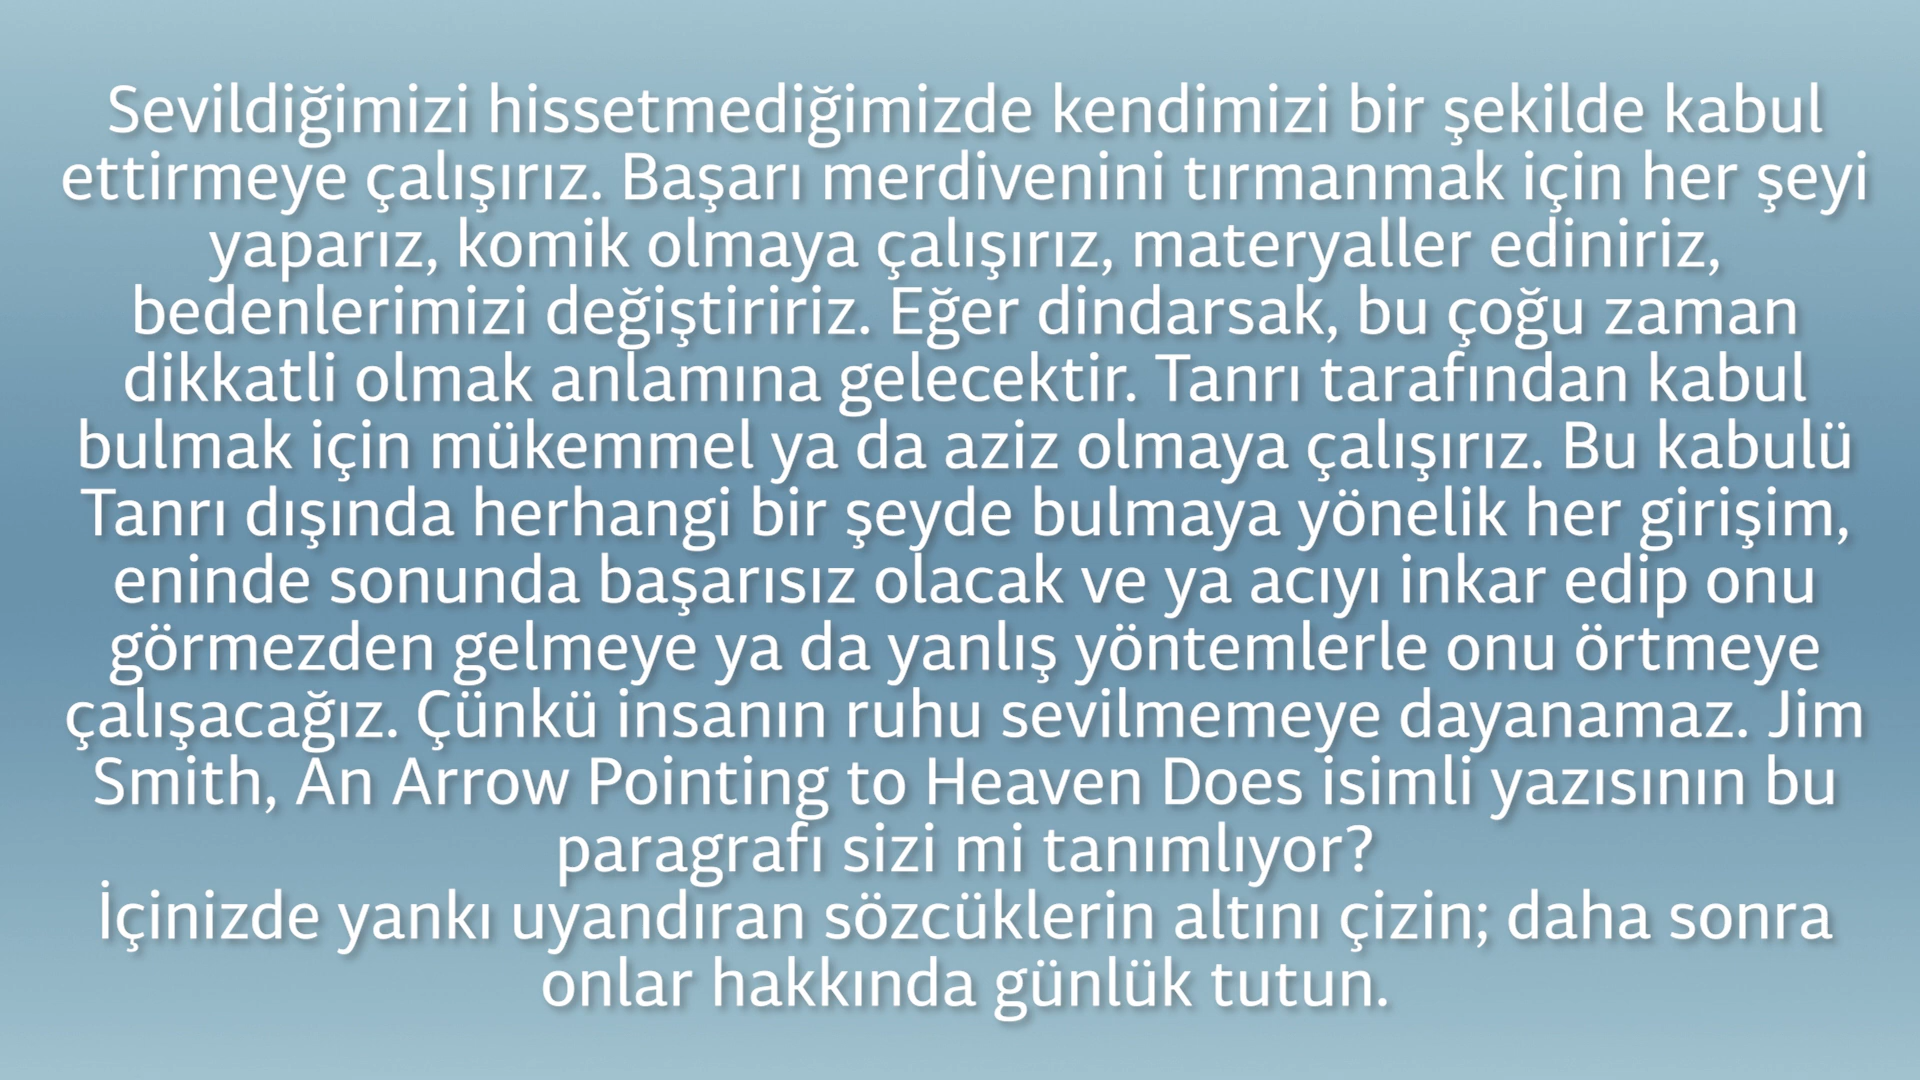 Sevildiğimizi hissetmediğimizde kendimizi bir şekilde kabul
ettirmeye çalışırız. Başarı merdivenini tırmanmak için her şeyi
yaparız, komik olmaya çalışırız, materyaller ediniriz,
bedenlerimizi değiştiririz. Eğer dindarsak, bu çoğu zaman
dikkatli olmak anlamına gelecektir. Tanrı tarafından kabul
bulmak için mükemmel ya da aziz olmaya çalışırız. Bu kabulü
Tanrı dışında herhangi bir şeyde bulmaya yönelik her girişim,
eninde sonunda başarısız olacak ve ya acıyı inkar edip onu
görmezden gelmeye ya da yanlış yöntemlerle onu örtmeye
çalışacağız. Çünkü insanın ruhu sevilmemeye dayanamaz. Jim
Smith, An Arrow Pointing to Heaven Does isimli yazısının bu
paragrafı sizi mi tanımlıyor?
İçinizde yankı uyandıran sözcüklerin altını çizin; daha sonra
onlar hakkında günlük tutun.